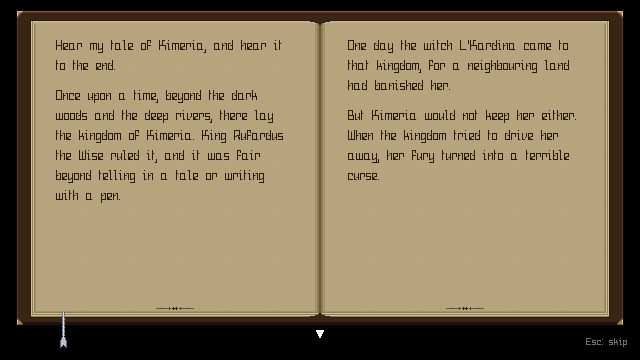 Hear my tale of Kimeria, and hear it
to the end.
Once upon a time, beyond the dark
woods and the deep rivers, there lay
the kingdom of Kimeria. King Rufardus
the Wise ruled it, and it was fair
beyond telling in a tale or writing
with a pen.
One day the witch L'Kardina came to
that kingdom, for a neighbouring land
had banished her.
But Kimeria would not keep her either.
When the kingdom tried to drive her
away, her fury turned into a terrible
curse.
Esc: skip